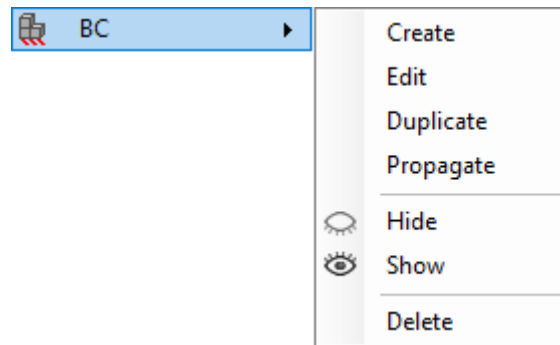 BC
Create
Edit
Duplicate
Propagate
Hide
Show
Delete